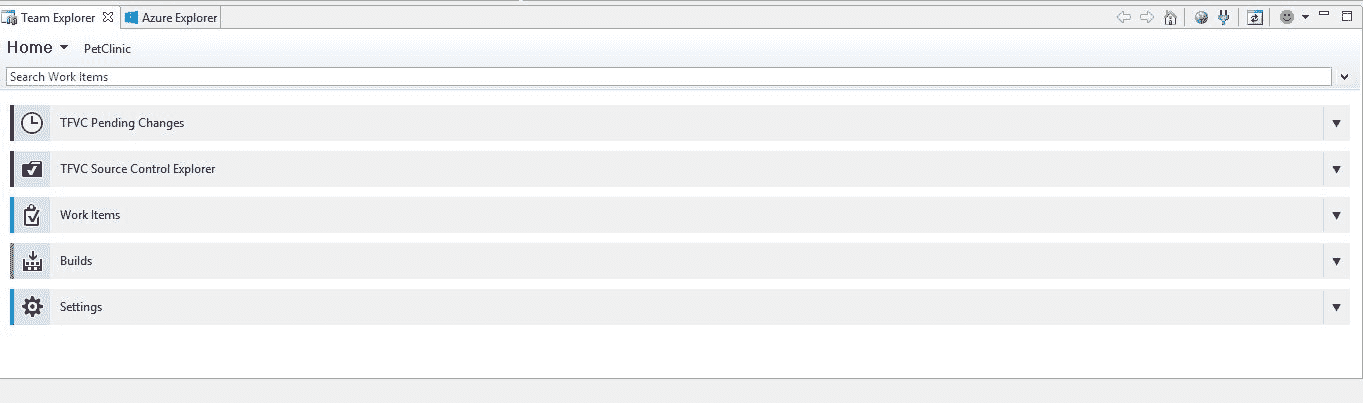 Team Explorer Azure Explorer
Home PetClinic
Search Work Items
TFVC Pending Changes
TFVC Source Control Explorer
Work Items
Builds
Settings